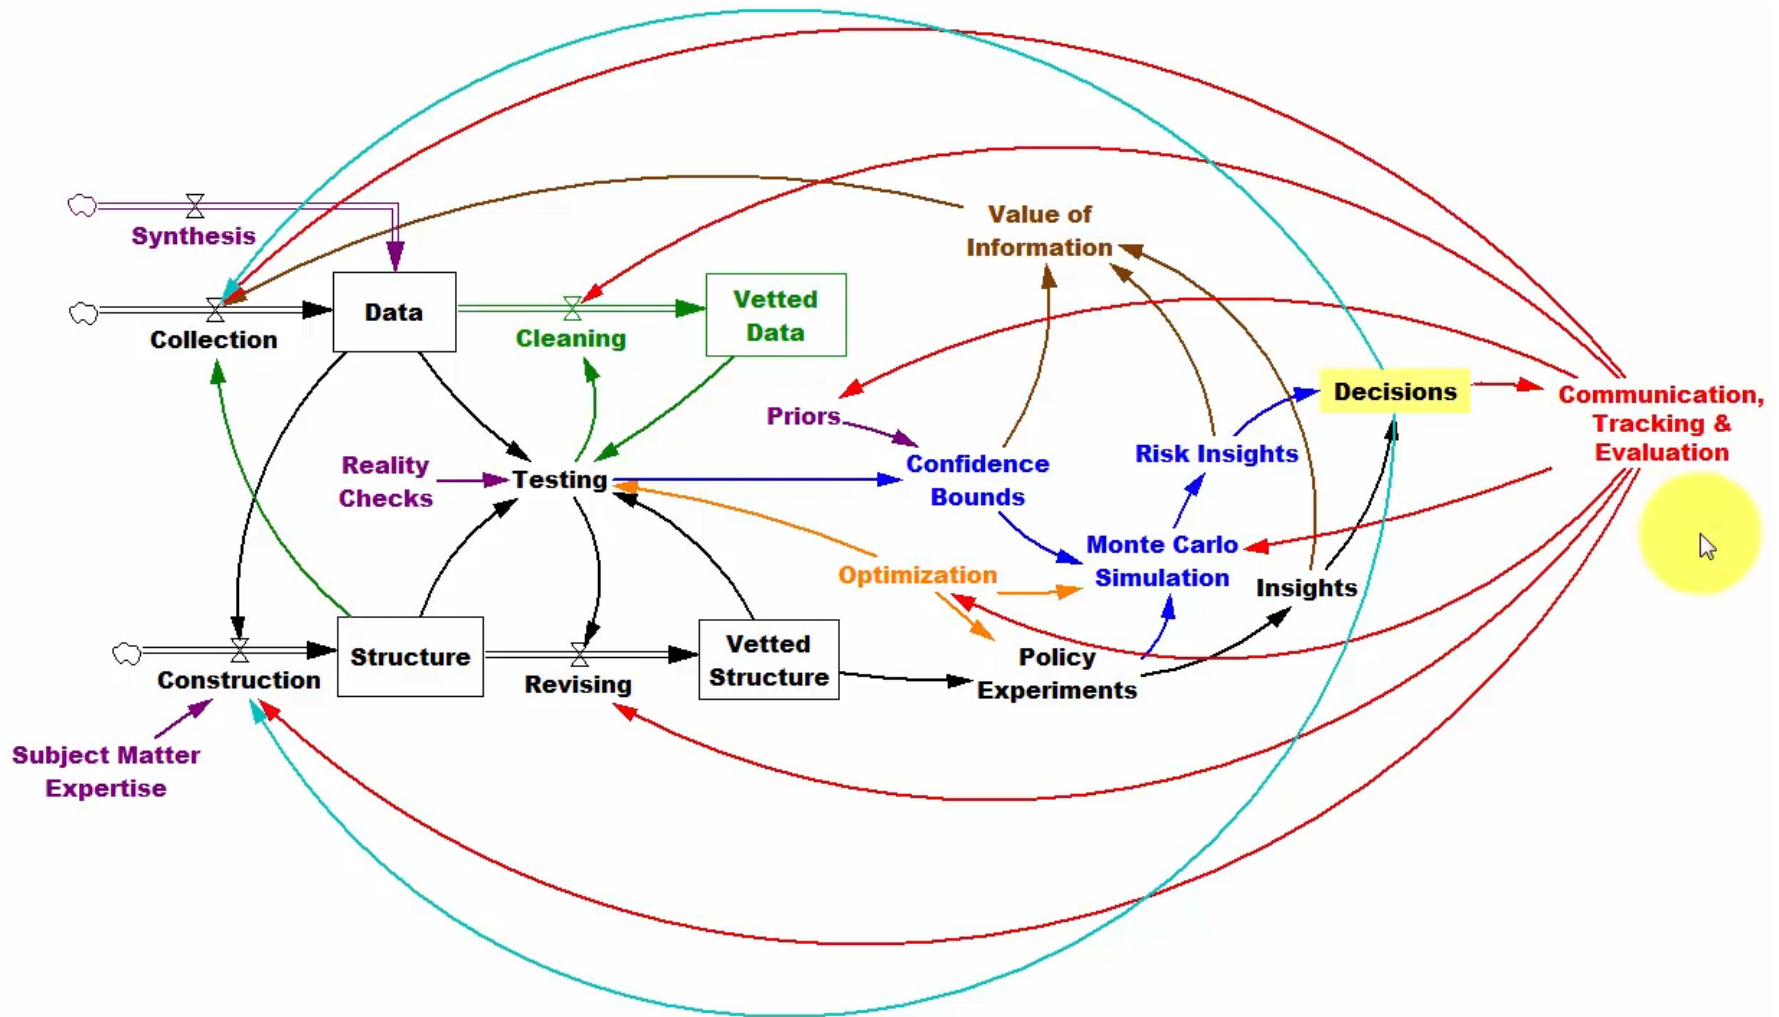 Synthesis
Value of
Information
Data
Vetted
Data
Collection
Cleaning
Decisions
Communication,
Tracking &
Evaluation
Priors
Reality
Checks
Testing
Confidence
Bounds
Risk Insights
Monte Carlo
Simulation
Optimization
Insights
Structure
Vetted
Structure
Policy
Experiments
Construction
Revising
Subject Matter
Expertise